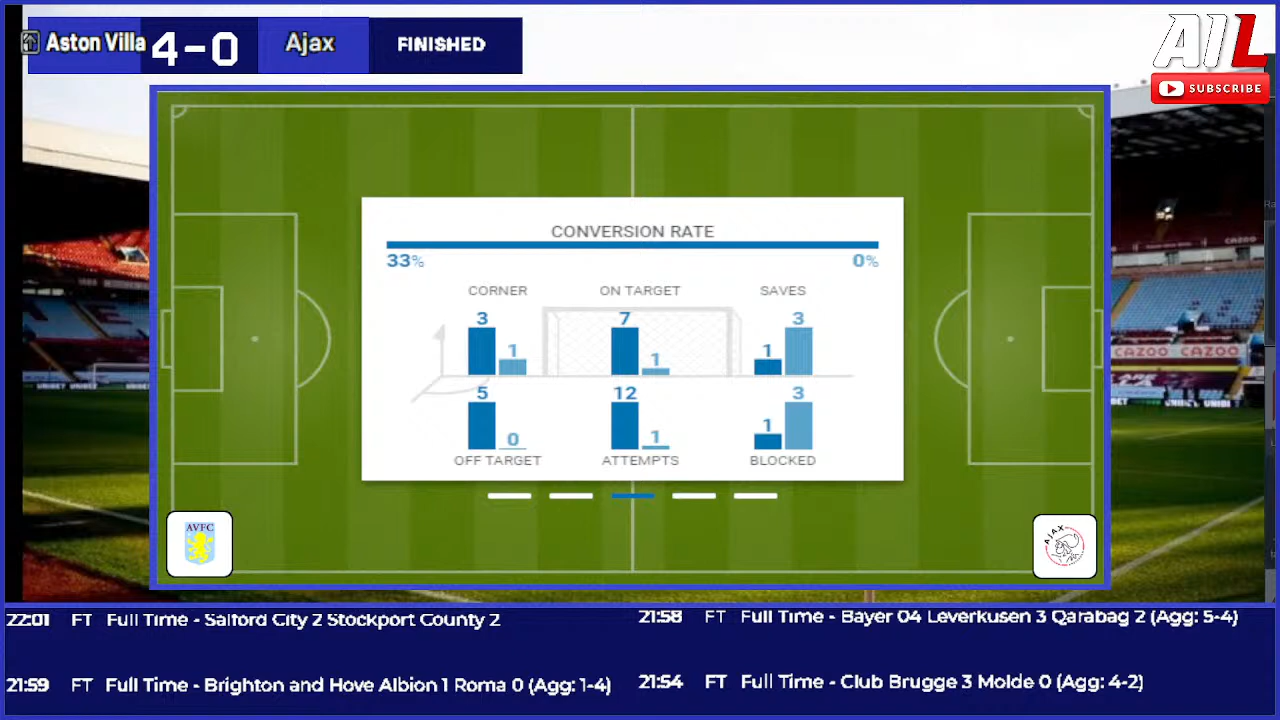 Aston Villa 4-0 Ajax FINISHED
AIL
SUBSCRIBE
CONVERSION RATE
33% 0%
CORNER ON TARGET SAVES
3 1 7 1 1 3
5 0 12 1 1 3
OFF TARGET ATTEMPTS BLOCKED
CAZOO
CAZOO CAZOO
AVFC
AJAX
22:01 FT Full Time - Salford City 2 Stockport County 2
21:58 FT Full Time - Bayer 04 Leverkusen 3 Qarabag 2 (Agg: 5-4)
21:59 FT Full Time - Brighton and Hove Albion 1 Roma 0 (Agg: 1-4)
21:54 FT Full Time - Club Brugge 3 Molde 0 (Agg: 4-2)